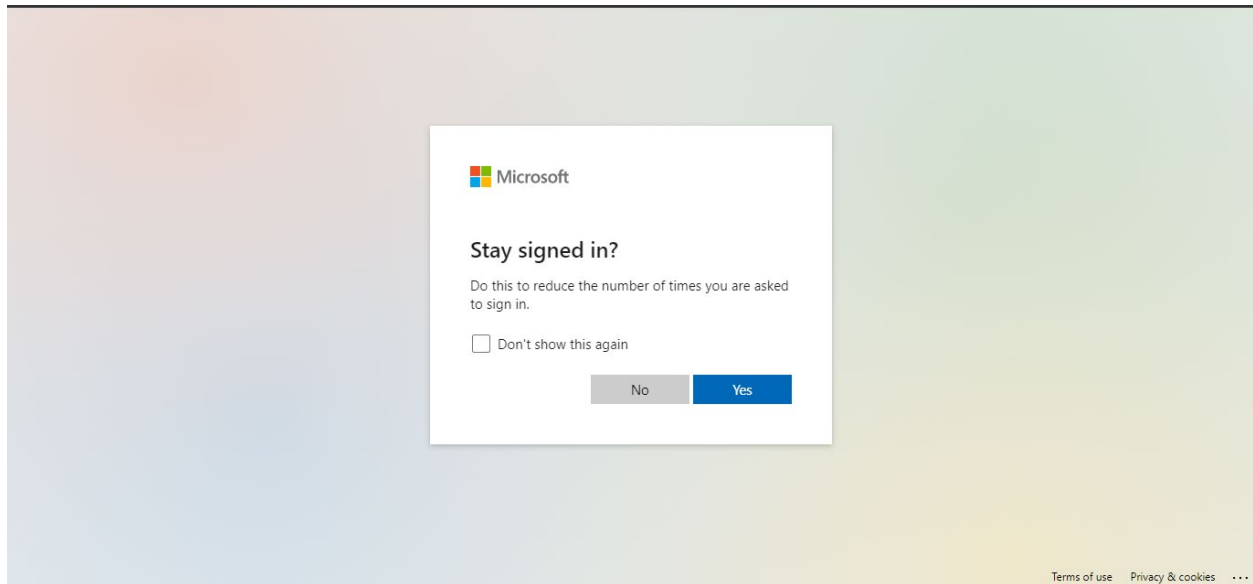 Microsoft
Stay signed in?
Do this to reduce the number of times you are asked
to sign in.
Don't show this again
No Yes
Terms of use Privacy & cookies ...